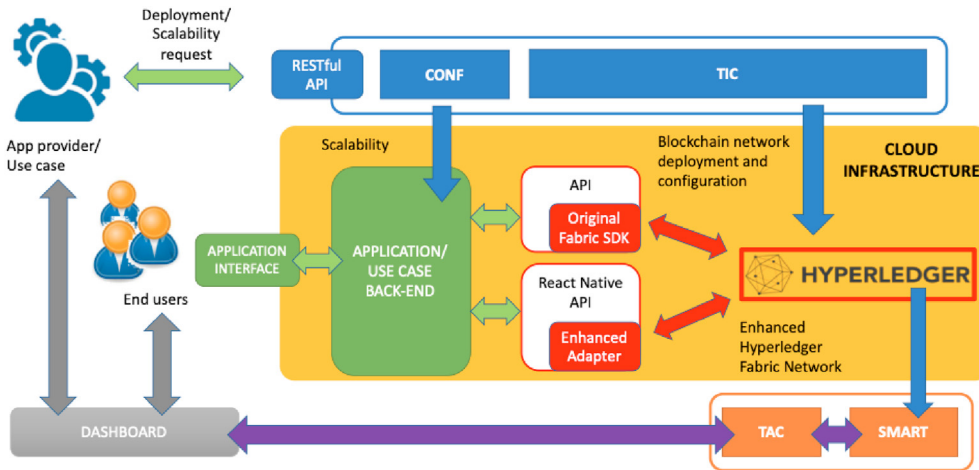 Deployment/
Scalability
request
RESTful
API
CONF
TIC
App provider/
Use case
Scalability
Blockchain network
deployment and
configuration
CLOUD
INFRASTRUCTURE
API
Original
Fabric SDK
APPLICATION
INTERFACE
APPLICATION/
USE CASE
BACK-END
HYPERLEDGER
End users
React Native
API
Enhanced
Adapter
Enhanced
Hyperledger
Fabric Network
DASHBOARD
TAC
SMART